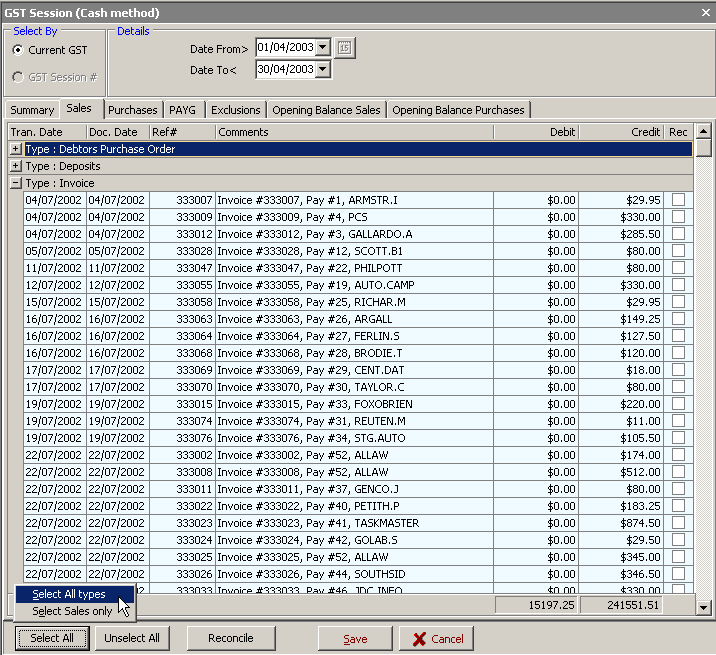 GST Session (Cash method)
Select By
Details
Current GST
GST Session #
Date From> 01/04/2003 15
Date To< 30/04/2003
Summary Sales Purchases PAYG Exclusions Opening Balance Sales Opening Balance Purchases
Tran. Date Doc. Date Ref# Comments Debit Credit Rec
Type : Debtors Purchase Order
Type : Deposits
Type : Invoice
04/07/2002 04/07/2002 333007 Invoice #333007, Pay #1, ARMSTR.I $0.00 $29.95
04/07/2002 04/07/2002 333009 Invoice #333009, Pay #4, PCS $0.00 $330.00
04/07/2002 04/07/2002 333012 Invoice #333012, Pay #3, GALLARDO.A $0.00 $285.50
05/07/2002 05/07/2002 333028 Invoice #333028, Pay #12, SCOTT.B1 $0.00 $80.00
11/07/2002 11/07/2002 333047 Invoice #333047, Pay #22, PHILPOTT $0.00 $80.00
12/07/2002 12/07/2002 333055 Invoice #333055, Pay #19, AUTO.CAMP $0.00 $330.00
15/07/2002 15/07/2002 333058 Invoice #333058, Pay #25, RICHAR.M $0.00 $29.95
16/07/2002 16/07/2002 333063 Invoice #333063, Pay #26, ARGALL $0.00 $149.25
16/07/2002 16/07/2002 333064 Invoice #333064, Pay #27, FERLIN.S $0.00 $127.50
16/07/2002 16/07/2002 333068 Invoice #333068, Pay #28, BRODIE.T $0.00 $120.00
17/07/2002 17/07/2002 333069 Invoice #333069, Pay #29, CENT.DAT $0.00 $18.00
17/07/2002 17/07/2002 333070 Invoice #333070, Pay #30, TAYLOR.C $0.00 $80.00
19/07/2002 19/07/2002 333015 Invoice #333015, Pay #33, FOXOBRIEN $0.00 $220.00
19/07/2002 19/07/2002 333074 Invoice #333074, Pay #31, REUTEN.M $0.00 $11.00
19/07/2002 19/07/2002 333076 Invoice #333076, Pay #34, STG.AUTO $0.00 $105.50
22/07/2002 22/07/2002 333002 Invoice #333002, Pay #52, ALLAW $0.00 $174.00
22/07/2002 22/07/2002 333008 Invoice #333008, Pay #52, ALLAW $0.00 $512.00
22/07/2002 22/07/2002 333011 Invoice #333011, Pay #37, GENCO.J $0.00 $80.00
22/07/2002 22/07/2002 333022 Invoice #333022, Pay #40, PETITH.P $0.00 $183.25
22/07/2002 22/07/2002 333023 Invoice #333023, Pay #41, TASKMASTER $0.00 $874.50
22/07/2002 22/07/2002 333024 Invoice #333024, Pay #42, GOLAB.S $0.00 $29.50
22/07/2002 22/07/2002 333025 Invoice #333025, Pay #52, ALLAW $0.00 $345.00
22/07/2002 22/07/2002 333026 Invoice #333026, Pay #44, SOUTHSID $0.00 $346.50
22/07/2002 22/07/2002 333033 Invoice #333033, Pay #46, JDC.INFO $0.00 $330.00
Select All types
Select Sales only
15197.25 241551.51
Select All Unselect All Reconcile Save Cancel